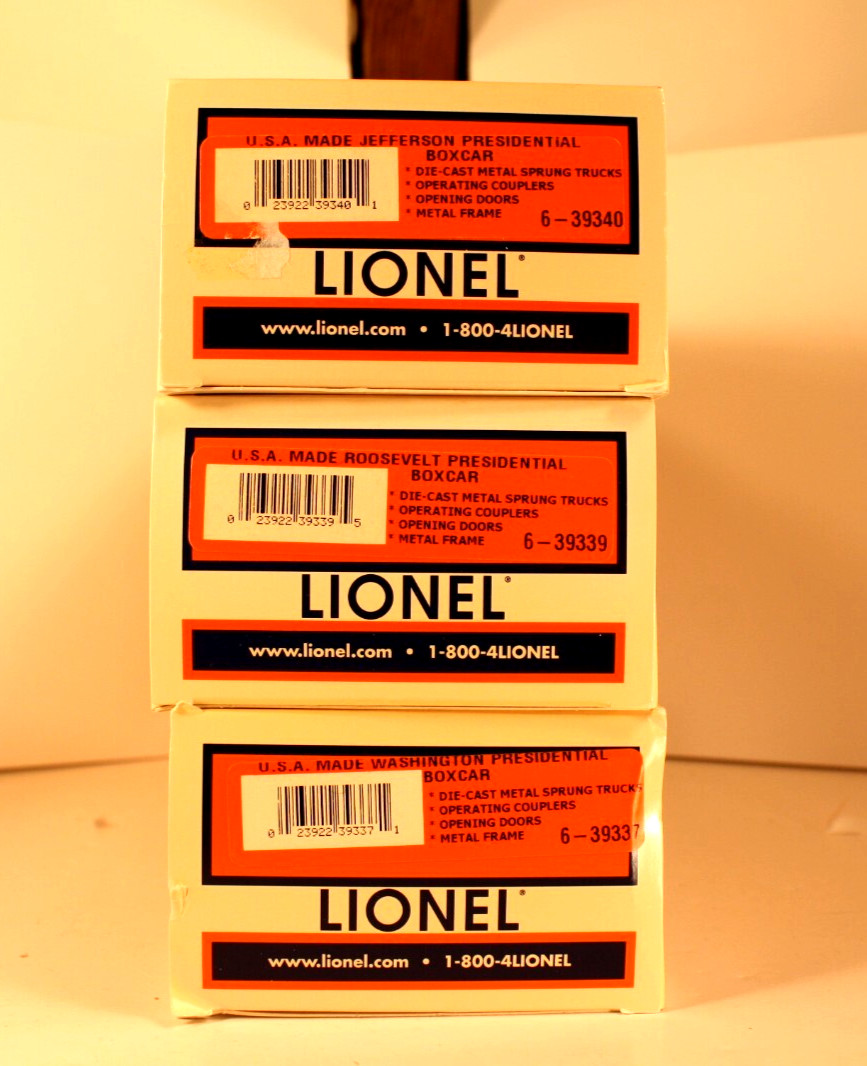 U.S.A. MADE JEFFERSON PRESIDENTIAL
BOXCAR
* DIE-CAST METAL SPRUNG TRUCKS
* OPERATING COUPLERS
* OPENING DOORS
* METAL FRAME
6-39340
0 23922 39340 1
LIONEL®
www.lionel.com • 1-800-4LIONEL
U.S.A. MADE ROOSEVELT PRESIDENTIAL
BOXCAR
* DIE-CAST METAL SPRUNG TRUCKS
* OPERATING COUPLERS
* OPENING DOORS
* METAL FRAME
6-39339
0 23922 39339 5
LIONEL®
www.lionel.com • 1-800-4LIONEL
U.S.A. MADE WASHINGTON PRESIDENTIAL
BOXCAR
* DIE-CAST METAL SPRUNG TRUCKS
* OPERATING COUPLERS
* OPENING DOORS
* METAL FRAME
6-39337
0 23922 39337 1
LIONEL®
www.lionel.com • 1-800-4LIONEL